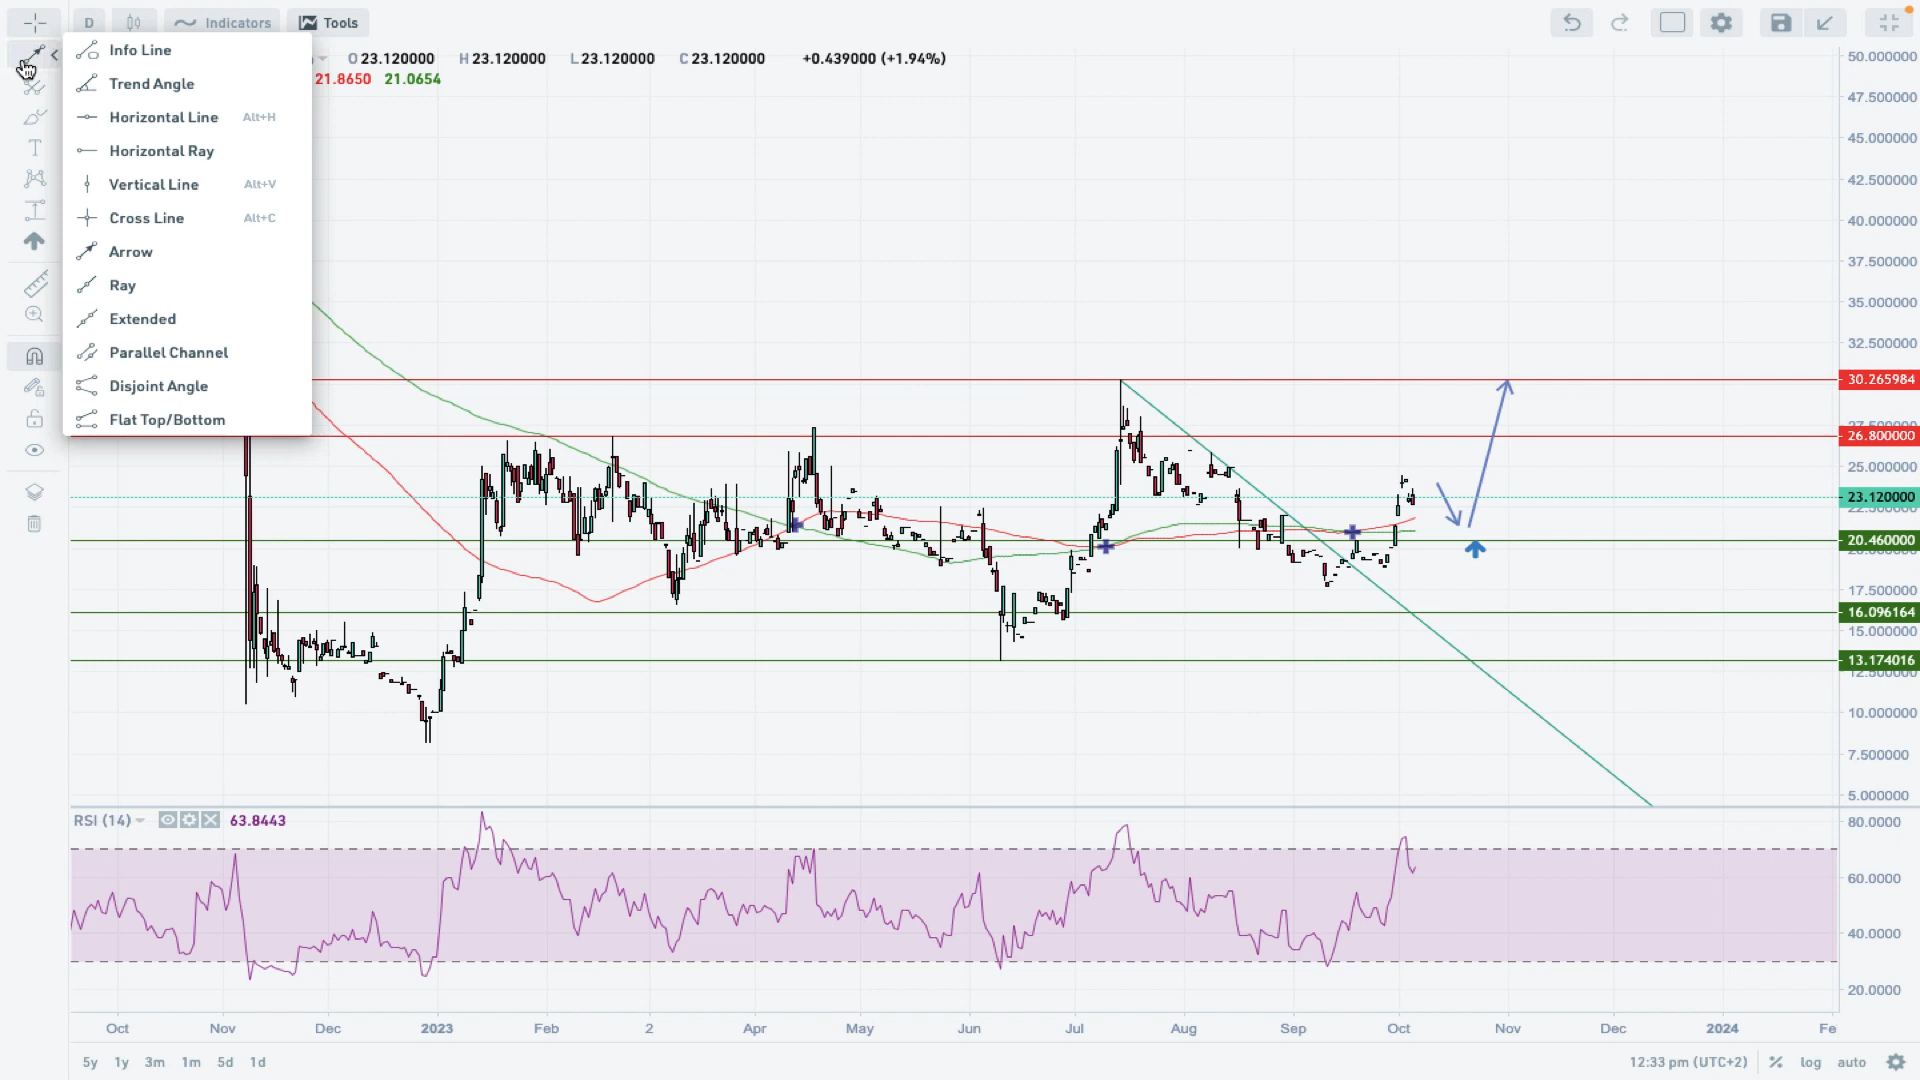 D Indicators Tools
O 23.120000 H 23.120000 L 23.120000 C 23.120000 +0.439000 (+1.94%)
21.8650 21.0654
Info Line
Trend Angle
Horizontal Line Alt+H
Horizontal Ray
Vertical Line Alt+V
Cross Line Alt+C
Arrow
Ray
Extended
Parallel Channel
Disjoint Angle
Flat Top/Bottom
50.000000
47.500000
45.000000
42.500000
40.000000
37.500000
35.000000
32.500000
30.265984
26.800000
25.000000
23.120000
20.460000
17.500000
16.096164
15.000000
13.174016
10.000000
7.500000
5.000000
RSI (14) 63.8443
80.0000
60.0000
40.0000
20.0000
Oct Nov Dec 2023 Feb 2 Apr May Jun Jul Aug Sep Oct Nov Dec 2024 Fe
5y 1y 3m 1m 5d 1d 12:33 pm (UTC+2) % log auto